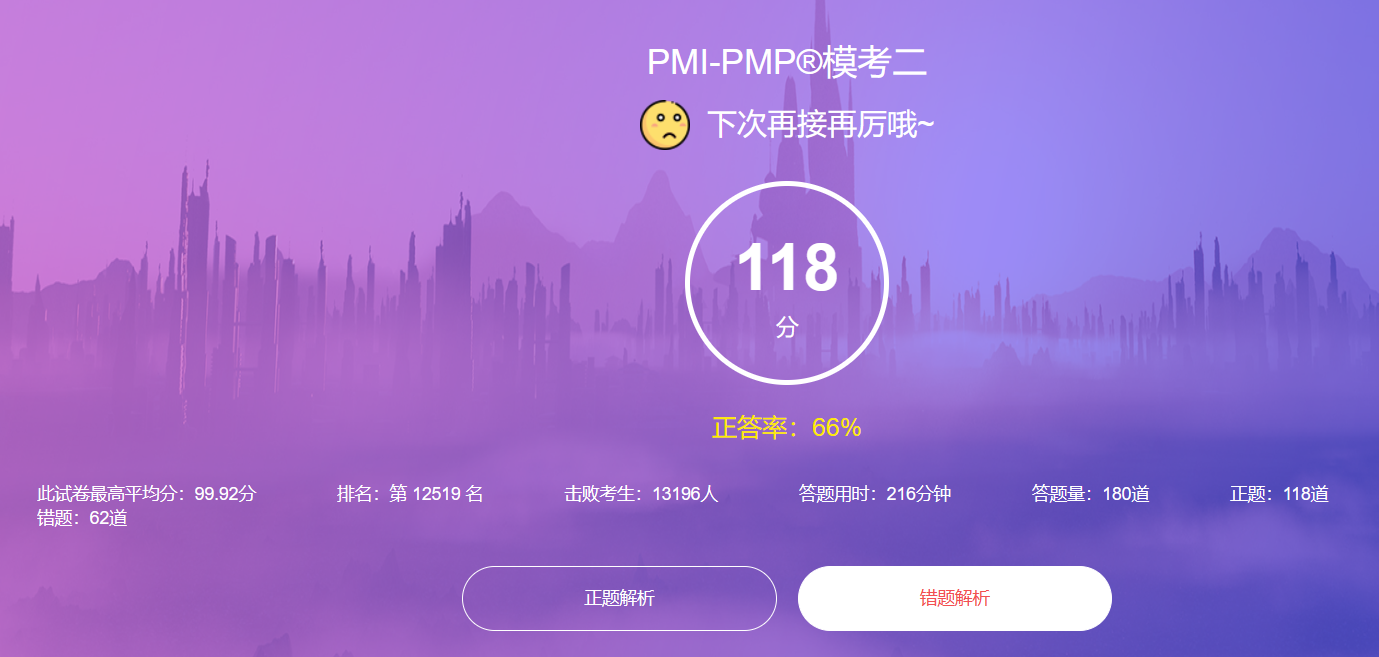 PMI-PMP®模考二
下次再接再厉哦~
118
分
正答率：66%
此试卷最高平均分：99.92分 排名：第 12519 名 击败考生：13196人 答题用时：216分钟 答题量：180道 正题：118道
错题：62道
正题解析 错题解析